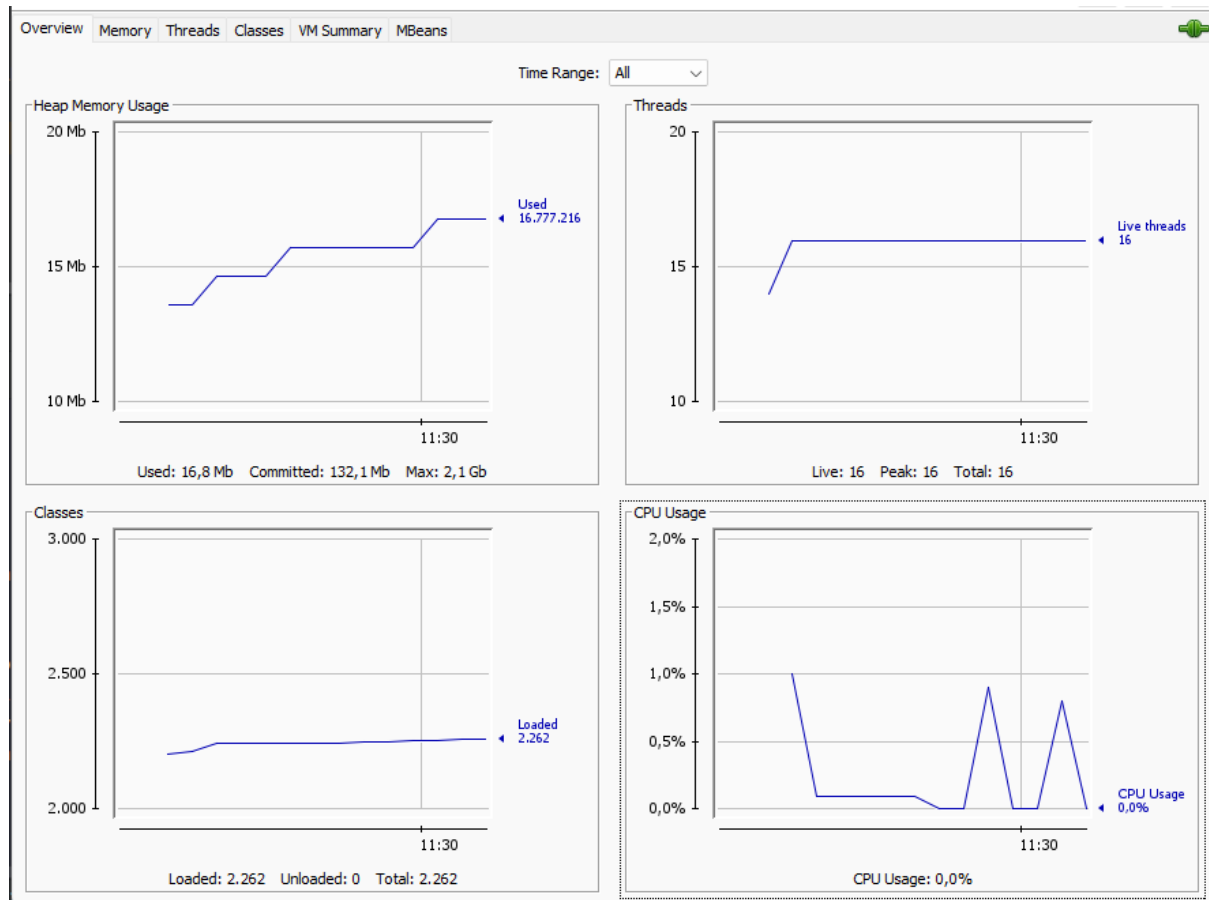 Overview Memory Threads Classes VM Summary MBeans
Time Range: All
Heap Memory Usage
20 Mb
15 Mb
10 Mb
Used
16.777.216
11:30
Used: 16,8 Mb Committed: 132,1 Mb Max: 2,1 Gb
Threads
20
15
10
Live threads
16
11:30
Live: 16 Peak: 16 Total: 16
Classes
3.000
2.500
2.000
Loaded
2.262
11:30
Loaded: 2.262 Unloaded: 0 Total: 2.262
CPU Usage
2,0%
1,5%
1,0%
0,5%
0,0%
CPU Usage
0,0%
11:30
CPU Usage: 0,0%